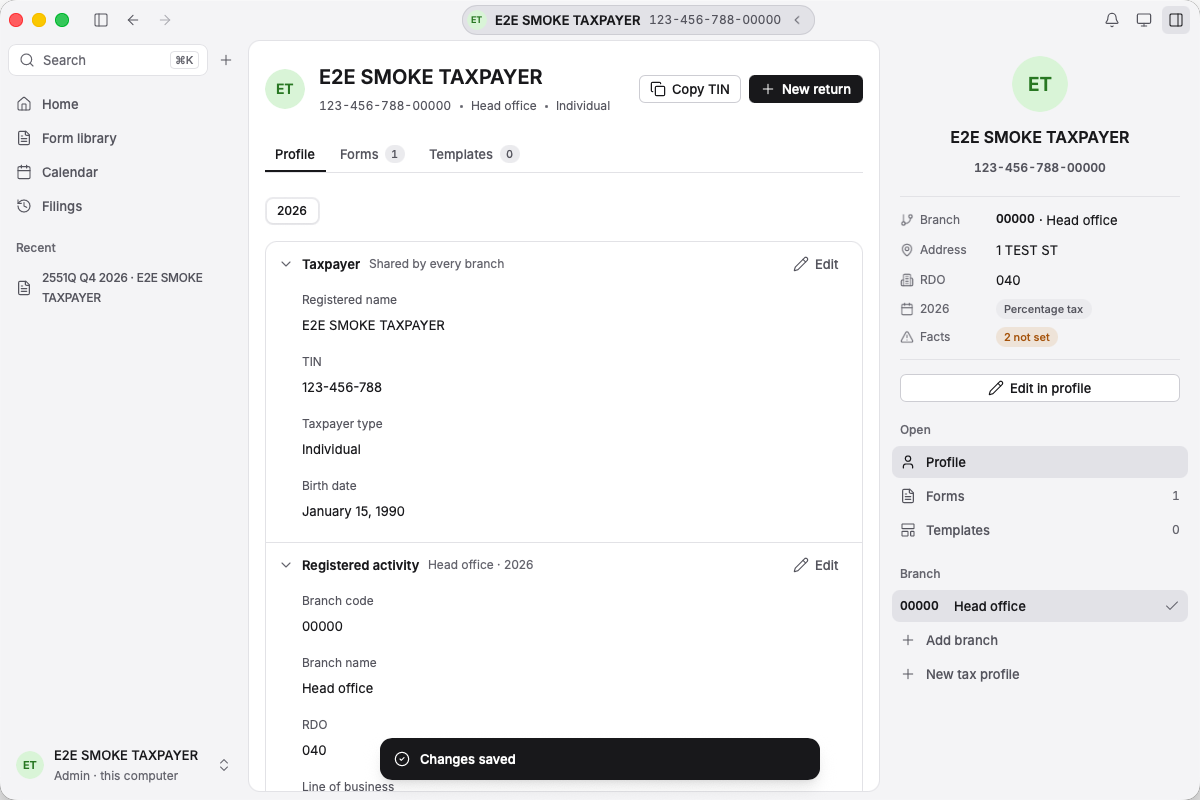 ET E2E SMOKE TAXPAYER 123-456-788-00000
Search ⌘K
Home
Form library
Calendar
Filings
Recent
2551Q Q4 2026 · E2E SMOKE
TAXPAYER
ET
E2E SMOKE TAXPAYER
Admin · this computer
ET
E2E SMOKE TAXPAYER
123-456-788-00000 • Head office • Individual
Copy TIN
New return
Profile
Forms 1
Templates 0
2026
Taxpayer Shared by every branch
Edit
Registered name
E2E SMOKE TAXPAYER
TIN
123-456-788
Taxpayer type
Individual
Birth date
January 15, 1990
Registered activity Head office · 2026
Edit
Branch code
00000
Branch name
Head office
RDO
040
Line of business
Changes saved
ET
E2E SMOKE TAXPAYER
123-456-788-00000
Branch 00000 · Head office
Address 1 TEST ST
RDO 040
2026 Percentage tax
Facts 2 not set
Edit in profile
Open
Profile
Forms 1
Templates 0
Branch
00000 Head office
Add branch
New tax profile